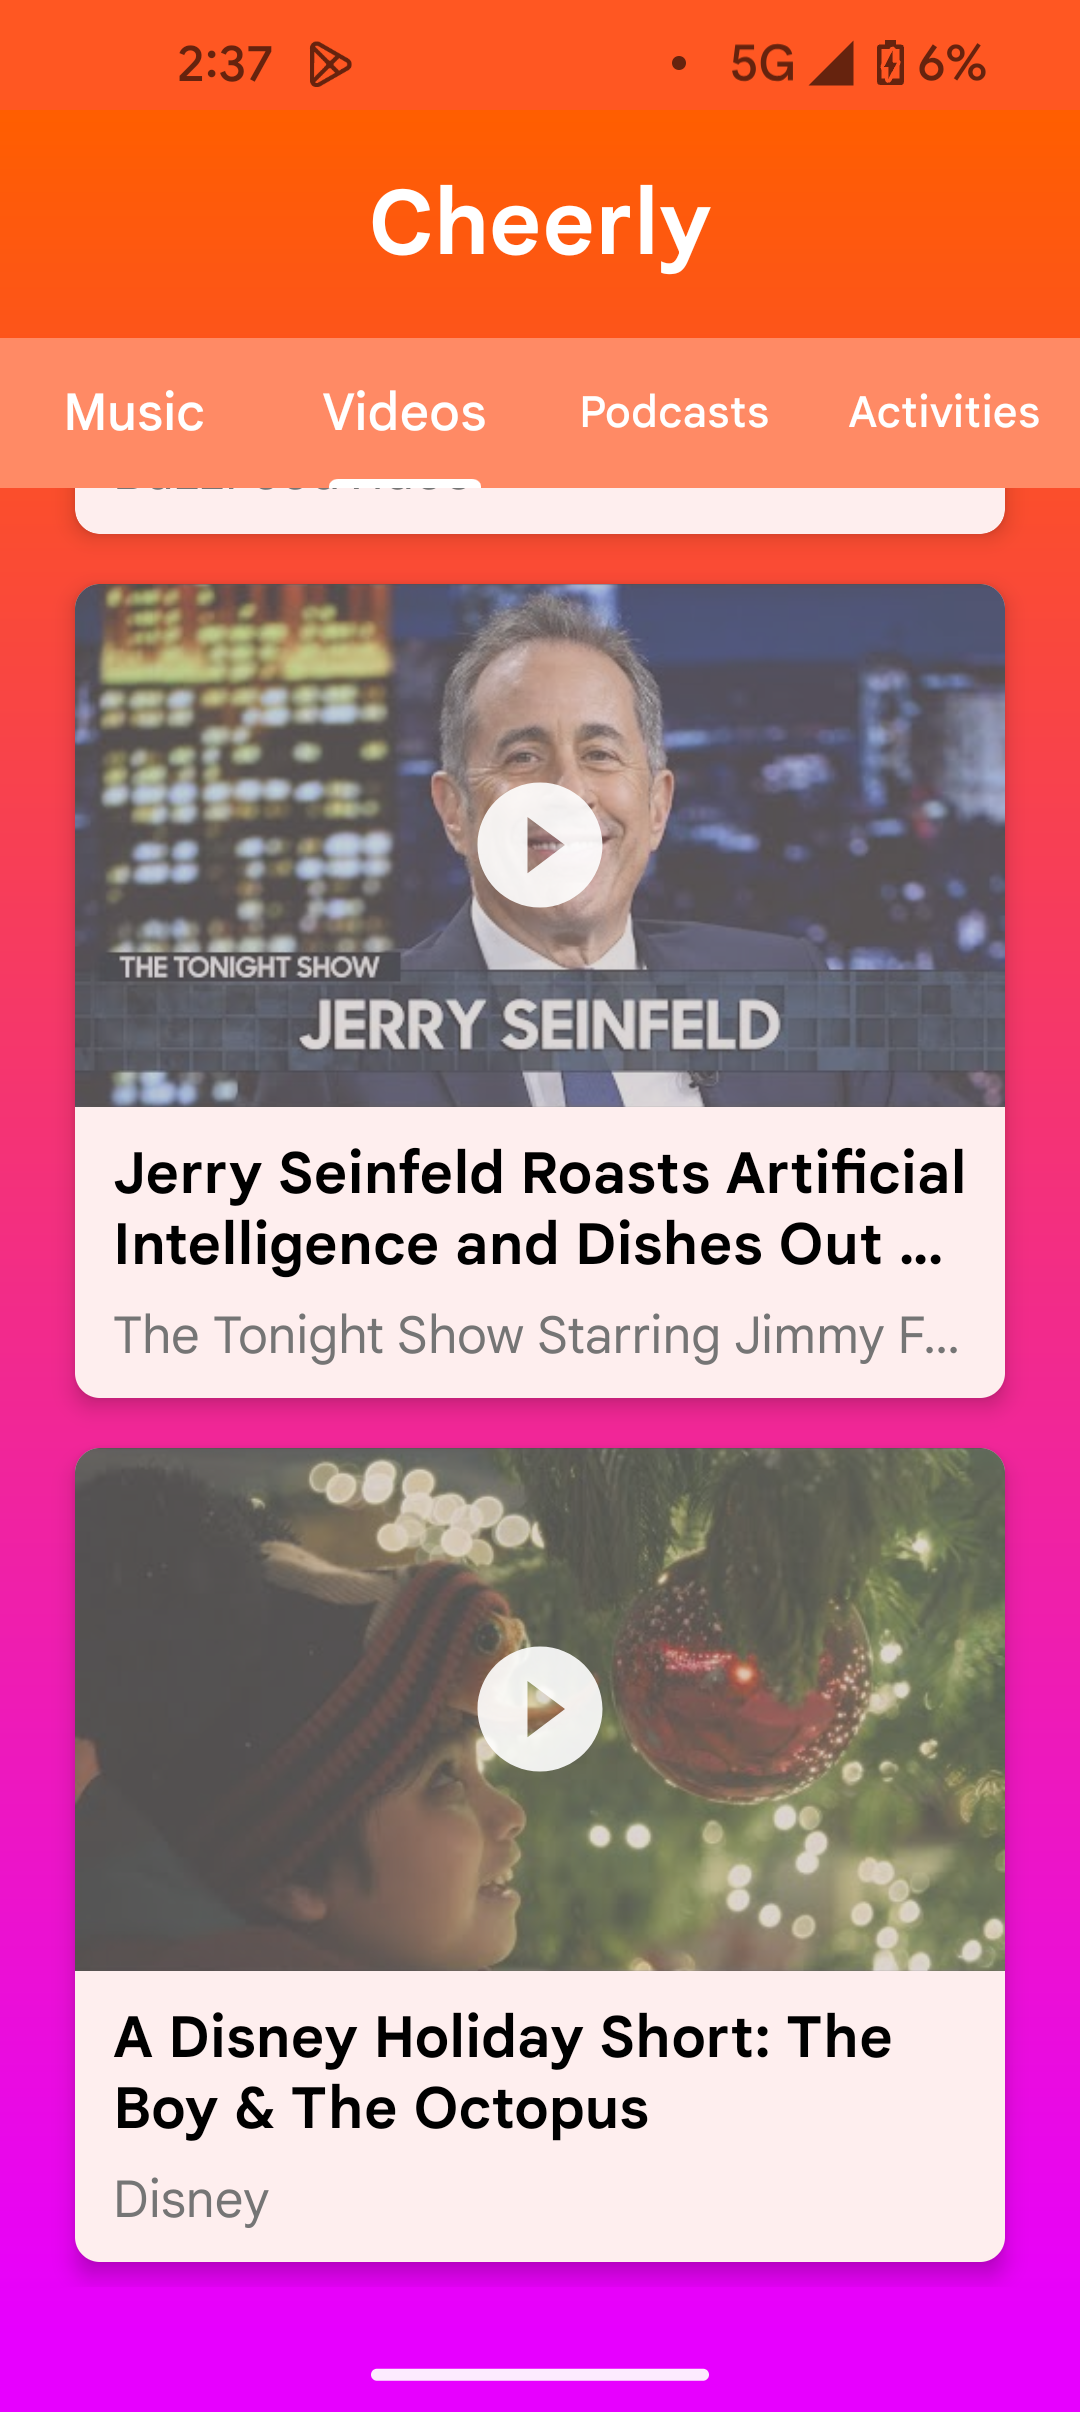 2:37
5G 6%
Cheerly
Music Videos Podcasts Activities
THE TONIGHT SHOW
JERRY SEINFELD
Jerry Seinfeld Roasts Artificial
Intelligence and Dishes Out ...
The Tonight Show Starring Jimmy F...
A Disney Holiday Short: The
Boy & The Octopus
Disney